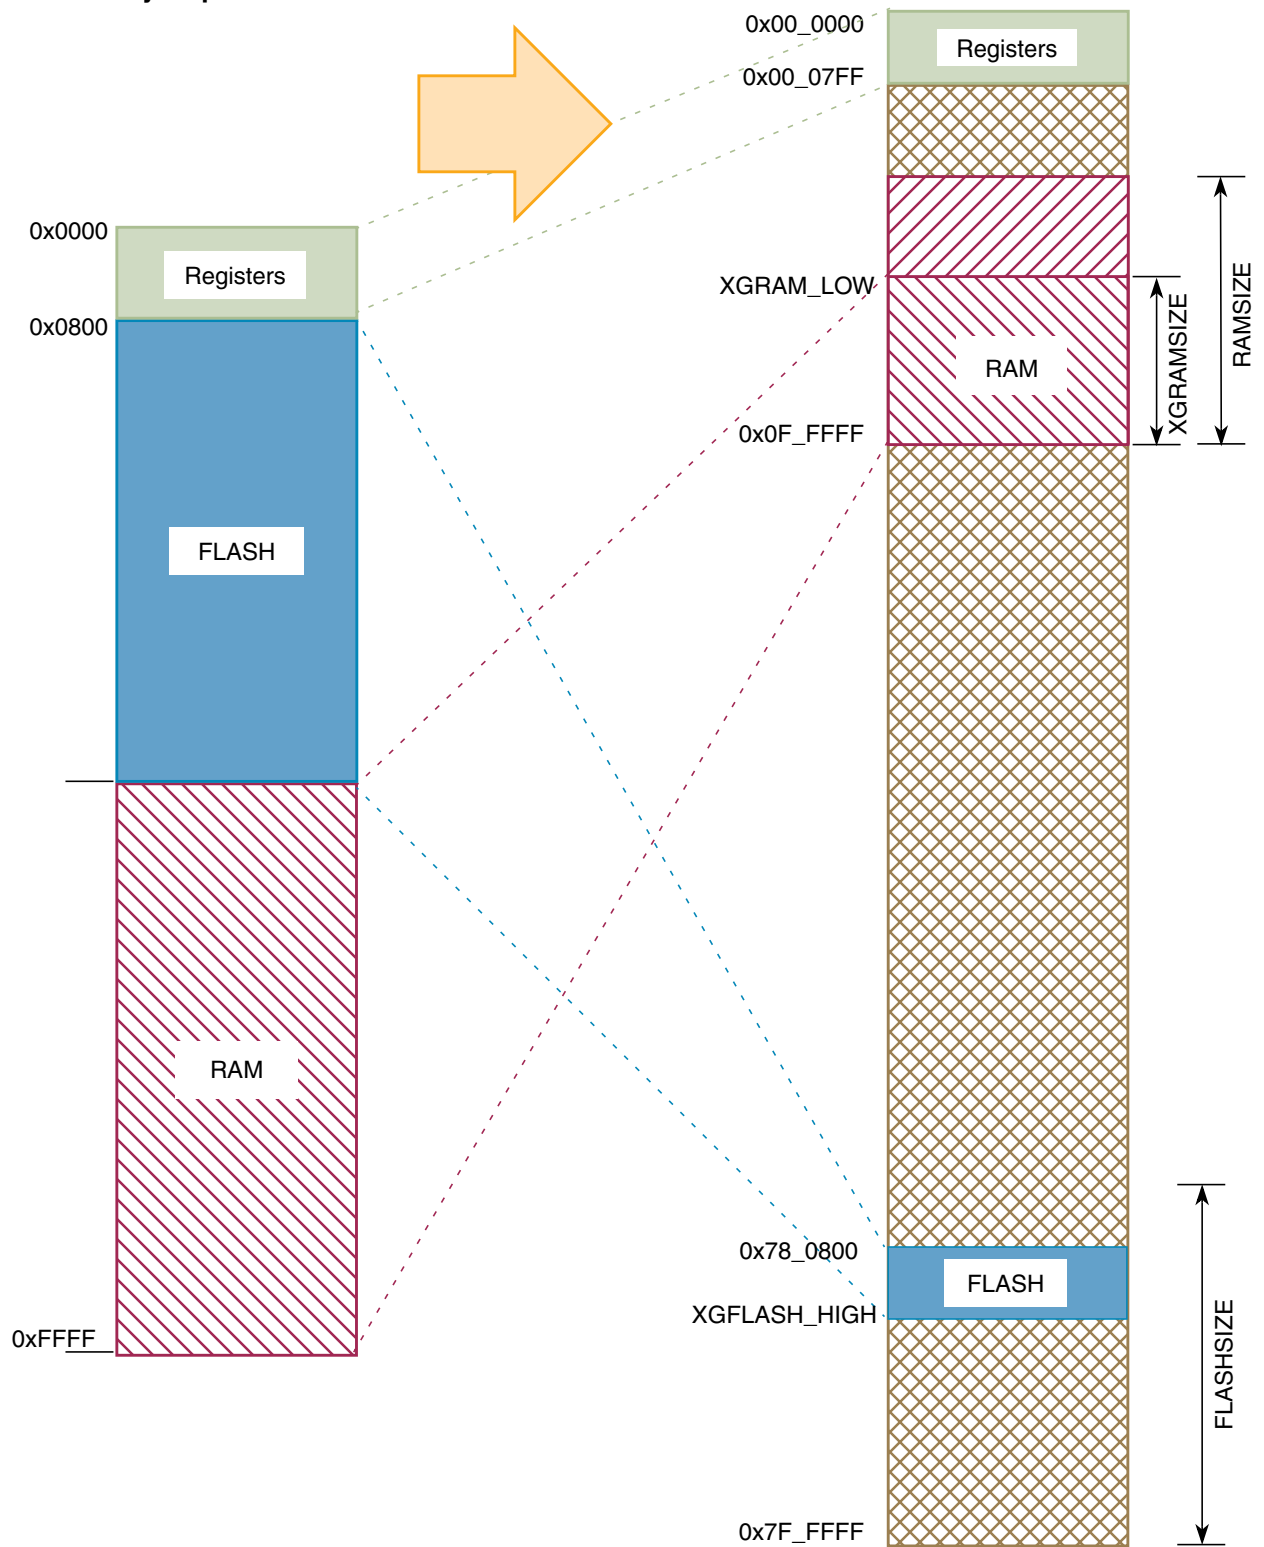 0x00_0000
Registers
0x00_07FF
0x0000
Registers
0x0800
XGRAM_LOW
RAM
XGRAMSIZE
RAMSIZE
0x0F_FFFF
FLASH
RAM
0x78_0800
FLASH
XGFLASH_HIGH
FLASHSIZE
0xFFFF
0x7F_FFFF